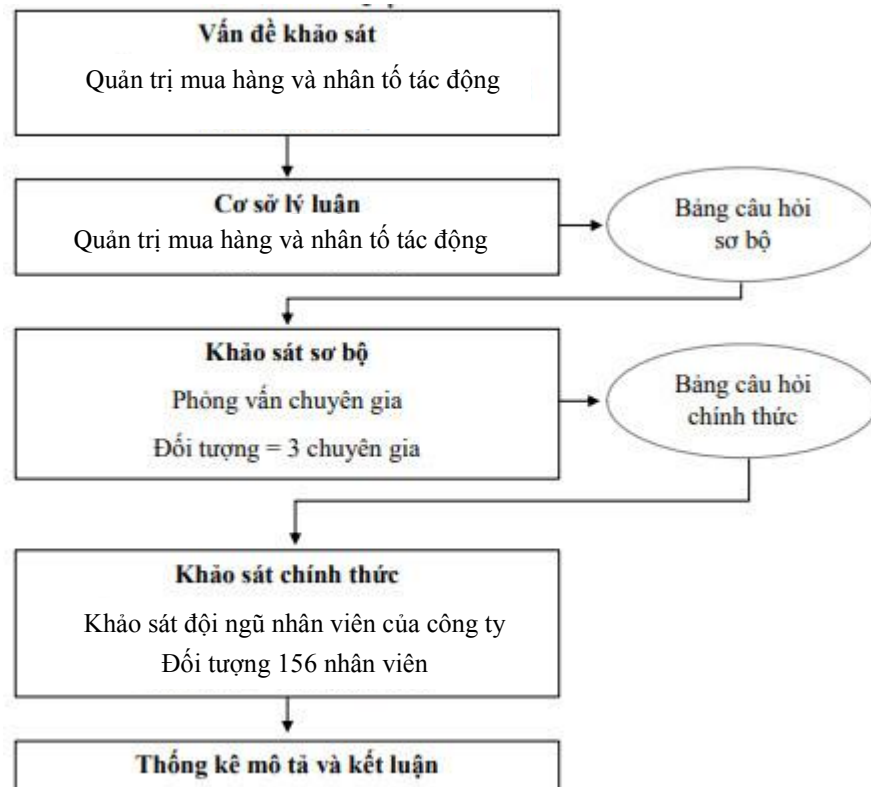 Vấn đề khảo sát
Quản trị mua hàng và nhân tố tác động
Cơ sở lý luận
Quản trị mua hàng và nhân tố tác động
Bảng câu hỏi
sơ bộ
Khảo sát sơ bộ
Phỏng vấn chuyên gia
Đối tượng = 3 chuyên gia
Bảng câu hỏi
chính thức
Khảo sát chính thức
Khảo sát đội ngũ nhân viên của công ty
Đối tượng 156 nhân viên
Thống kê mô tả và kết luận